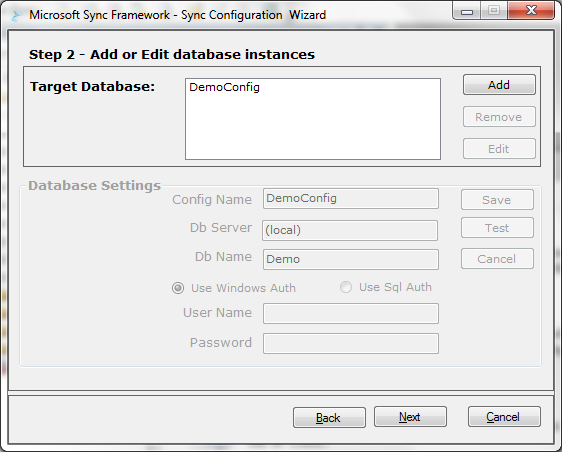 Microsoft Sync Framework - Sync Configuration Wizard
Step 2 - Add or Edit database instances
Target Database:
DemoConfig
Add
Remove
Edit
Database Settings
Config Name DemoConfig Save
Db Server (local) Test
Db Name Demo Cancel
Use Windows Auth Use Sql Auth
User Name
Password
Back Next Cancel